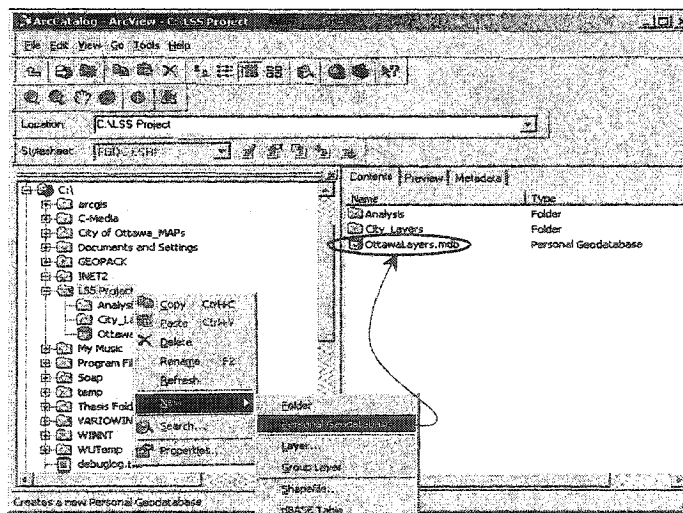 ArcCatalog - ArcView - C:\LSS Project
File Edit View Go Tools Help
Location: C:\LSS Project
Stylesheet: FGDC ESRI
Contents Preview Metadata
Name Type
Analysis Folder
City_Layers Folder
OttawaLayers.mdb Personal Geodatabase
C:\
arcgis
C-Media
City of Ottawa_MAPs
Documents and Settings
GEOPACK
INET2
LSS Project
Analys
City_La
Ottawa
My Music
Program Fil
Soap
temp
Thesis Fold
VARIOWIN
WINNT
WUTemp
debuglog.t
Copy Ctrl+C
Paste Ctrl+V
Delete
Rename F2
Refresh
New
Search...
Properties...
Folder
Personal Geodatabase
Layer...
Group Layer
Shapefile...
dBASE Table
Creates a new Personal Geodatabase